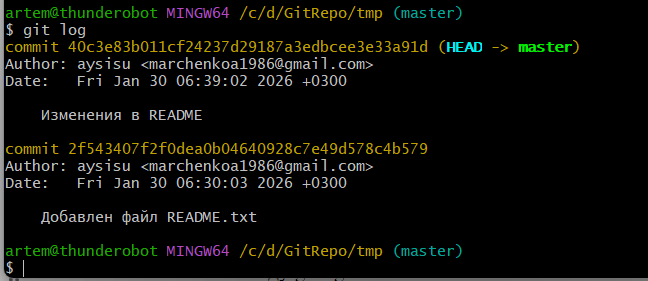 artem@thunderobot MINGW64 /c/d/GitRepo/tmp (master)
$ git log
commit 40c3e83b011cf24237d29187a3edbcee3e33a91d (HEAD -> master)
Author: aysisu <marchenkoa1986@gmail.com>
Date:   Fri Jan 30 06:39:02 2026 +0300
    Изменения в README
commit 2f543407f2f0dea0b04640928c7e49d578c4b579
Author: aysisu <marchenkoa1986@gmail.com>
Date:   Fri Jan 30 06:30:03 2026 +0300
    Добавлен файл README.txt
artem@thunderobot MINGW64 /c/d/GitRepo/tmp (master)
$